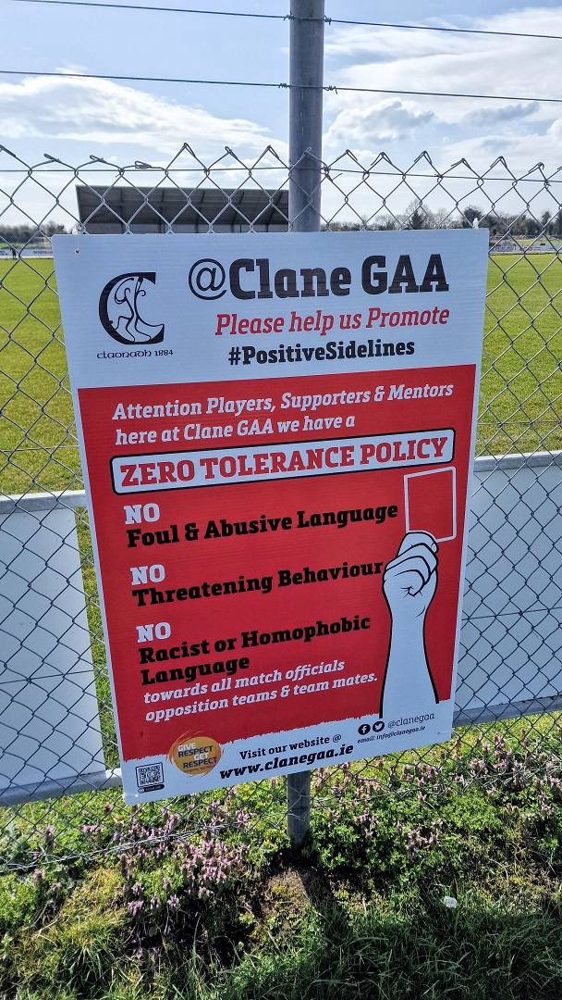 @Clane GAA
Please help us Promote
#PositiveSidelines
claonadh 1884
Attention Players, Supporters & Mentors
here at Clane GAA we have a
ZERO TOLERANCE POLICY
NO
Foul & Abusive Language
NO
Threatening Behaviour
NO
Racist or Homophobic
Language
towards all match officials
opposition teams & team mates.
@clanegaa
email: info@clanegaa.ie
GIVE
RESPECT
GET
RESPECT
Visit our website @
www.clanegaa.ie